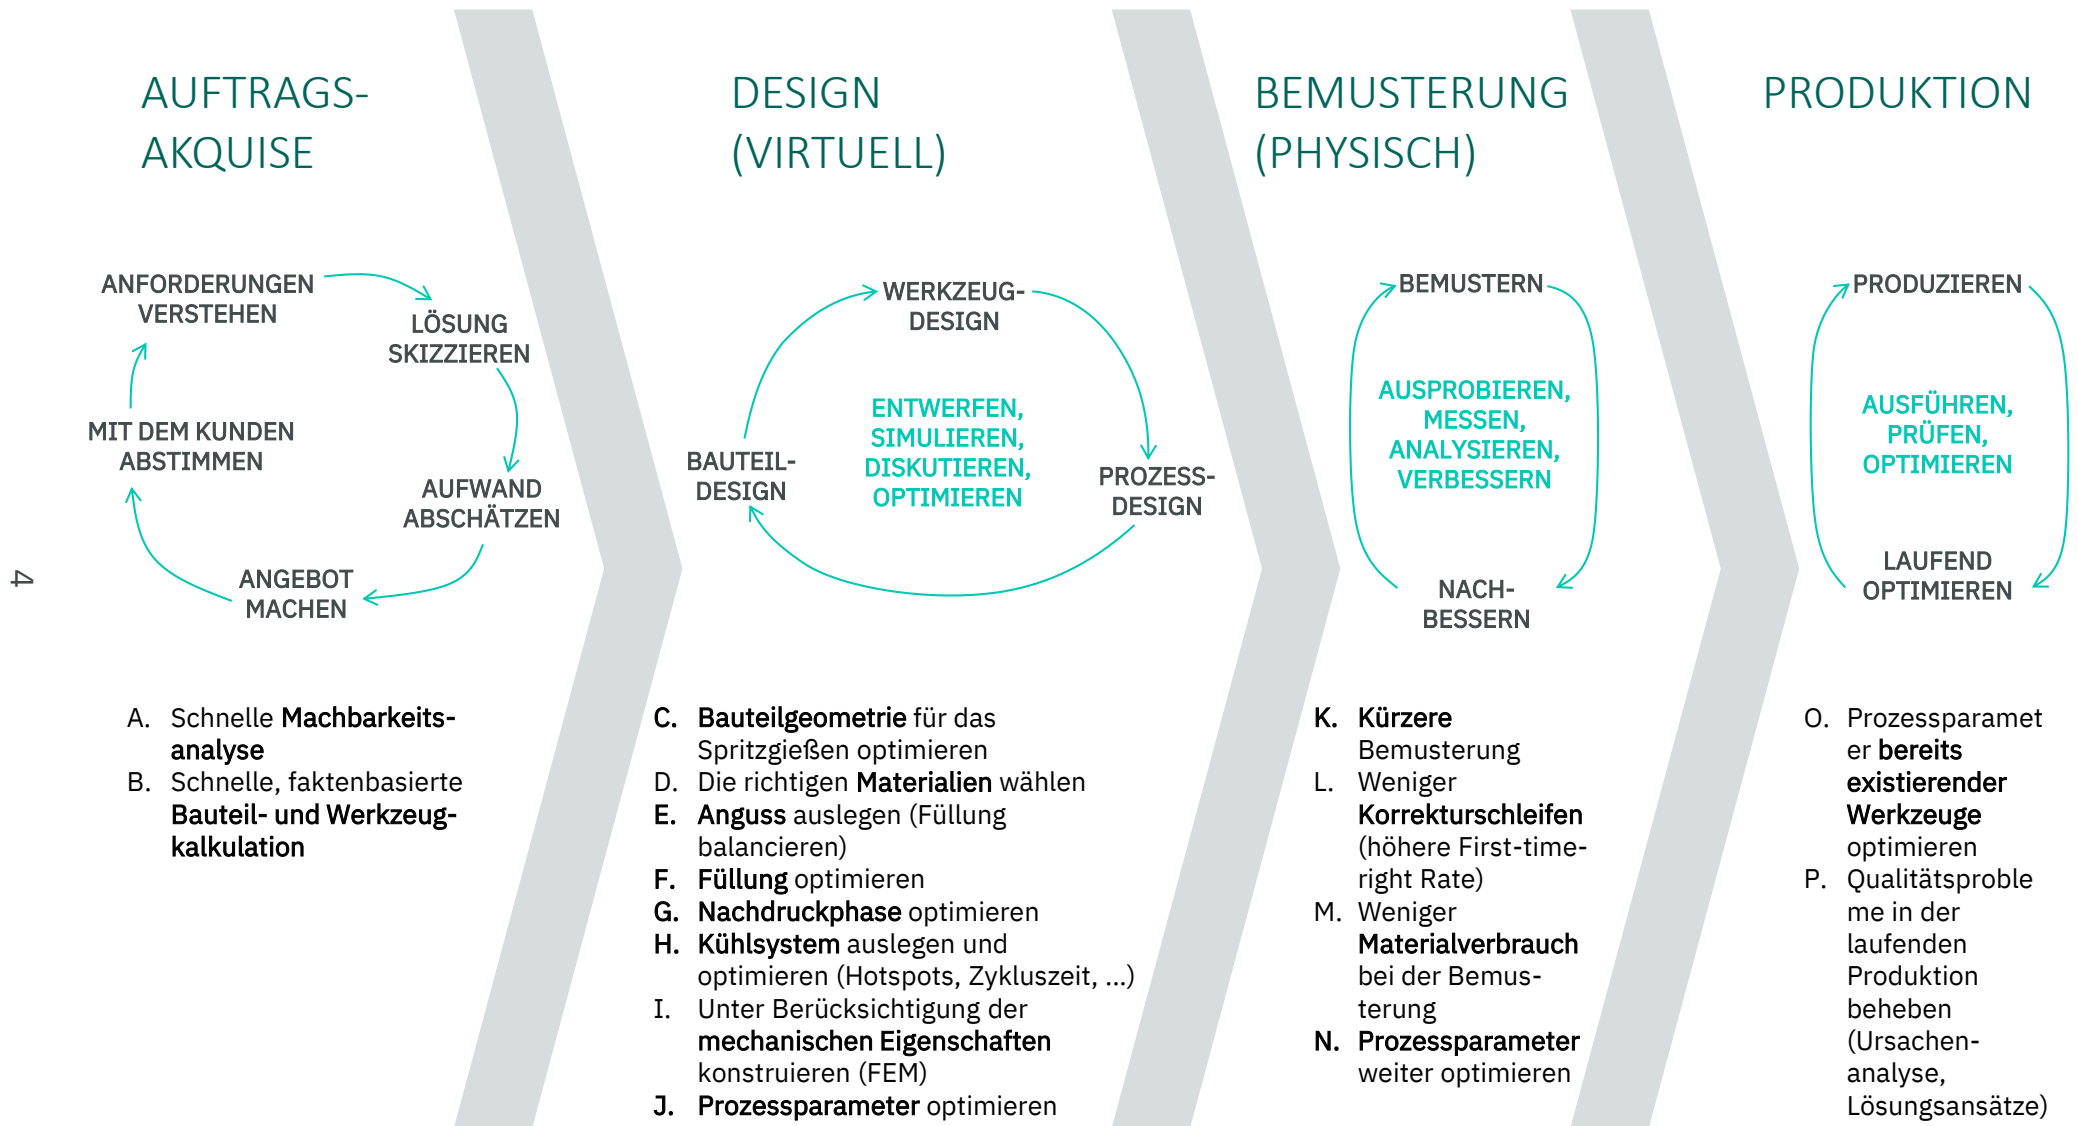 AUFTRAGS-
AKQUISE
ANFORDERUNGEN
VERSTEHEN
LÖSUNG
SKIZZIEREN
AUFWAND
ABSCHÄTZEN
ANGEBOT
MACHEN
MIT DEM KUNDEN
ABSTIMMEN
A. Schnelle Machbarkeits-
analyse
B. Schnelle, faktenbasierte
Bauteil- und Werkzeug-
kalkulation
DESIGN
(VIRTUELL)
WERKZEUG-
DESIGN
PROZESS-
DESIGN
BAUTEIL-
DESIGN
ENTWERFEN,
SIMULIEREN,
DISKUTIEREN,
OPTIMIEREN
C. Bauteilgeometrie für das
Spritzgießen optimieren
D. Die richtigen Materialien wählen
E. Anguss auslegen (Füllung
balancieren)
F. Füllung optimieren
G. Nachdruckphase optimieren
H. Kühlsystem auslegen und
optimieren (Hotspots, Zykluszeit, ...)
I. Unter Berücksichtigung der
mechanischen Eigenschaften
konstruieren (FEM)
J. Prozessparameter optimieren
BEMUSTERUNG
(PHYSISCH)
BEMUSTERN
AUSPROBIEREN,
MESSEN,
ANALYSIEREN,
VERBESSERN
NACH-
BESSERN
K. Kürzere
Bemusterung
L. Weniger
Korrekturschleifen
(höhere First-time-
right Rate)
M. Weniger
Materialverbrauch
bei der Bemus-
terung
N. Prozessparameter
weiter optimieren
PRODUKTION
PRODUZIEREN
AUSFÜHREN,
PRÜFEN,
OPTIMIEREN
LAUFEND
OPTIMIEREN
O. Prozessparamet
er bereits
existierender
Werkzeuge
optimieren
P. Qualitätsproble
me in der
laufenden
Produktion
beheben
(Ursachen-
analyse,
Lösungsansätze)
4